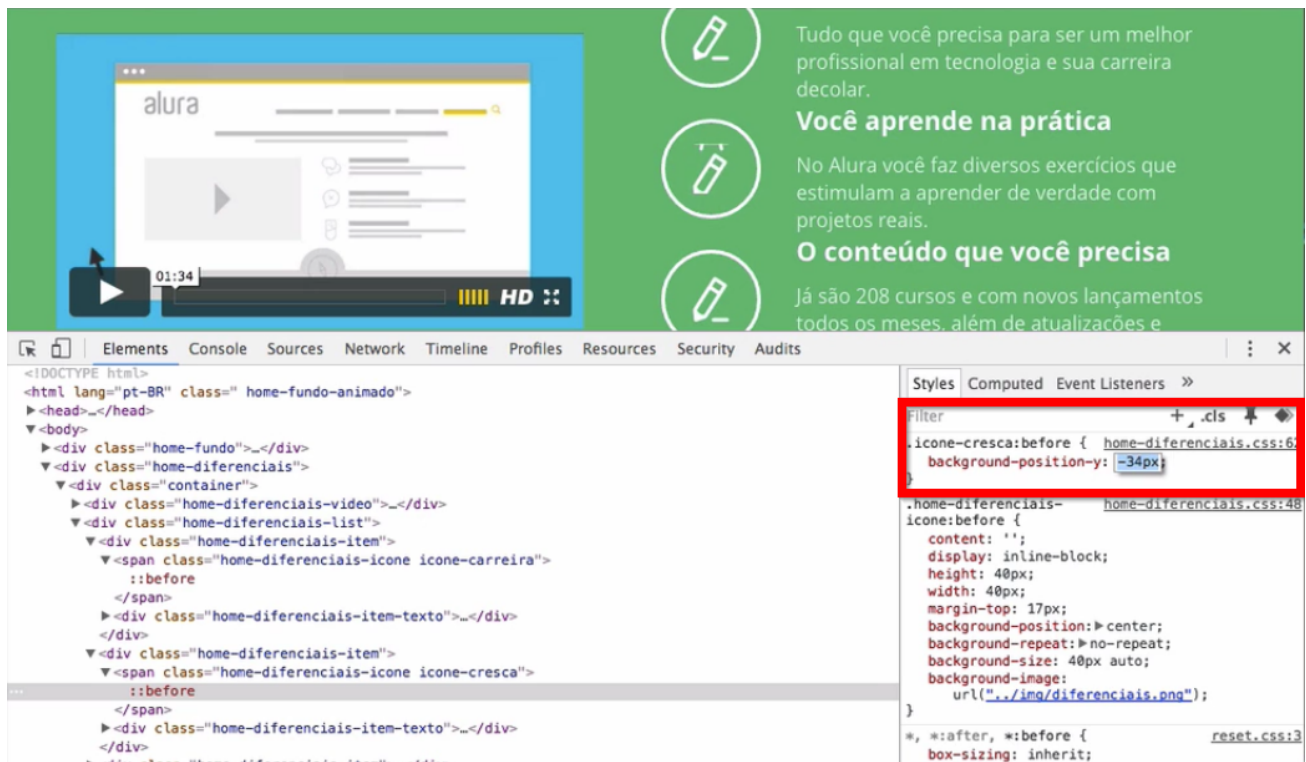 Tudo que você precisa para ser um melhor
profissional em tecnologia e sua carreira
decolar.
alura
Você aprende na prática
No Alura você faz diversos exercícios que
estimulam a aprender de verdade com
projetos reais.
O conteúdo que você precisa
01:34
HD
Já são 208 cursos e com novos lançamentos
todos os meses, além de atualizações e
Elements Console Sources Network Timeline Profiles Resources Security Audits
<!DOCTYPE html>
<html lang="pt-BR" class=" home-fundo-animado">
▶<head>…</head>
▼<body>
▶<div class="home-fundo">…</div>
▼<div class="home-diferenciais">
▼<div class="container">
▶<div class="home-diferenciais-video">…</div>
▼<div class="home-diferenciais-list">
▼<div class="home-diferenciais-item">
▼<span class="home-diferenciais-icone icone-carreira">
::before
</span>
▶<div class="home-diferenciais-item-texto">…</div>
</div>
▼<div class="home-diferenciais-item">
▼<span class="home-diferenciais-icone icone-cresca">
::before
</span>
▶<div class="home-diferenciais-item-texto">…</div>
</div>
Styles Computed Event Listeners »
Filter + .cls
.icone-cresca:before { home-diferenciais.css:62
background-position-y: -34px;
}
.home-diferenciais- home-diferenciais.css:48
icone:before {
content: '';
display: inline-block;
height: 40px;
width: 40px;
margin-top: 17px;
background-position:▶center;
background-repeat:▶no-repeat;
background-size: 40px auto;
background-image:
url("../img/diferenciais.png");
}
*, *:after, *:before { reset.css:3
box-sizing: inherit;